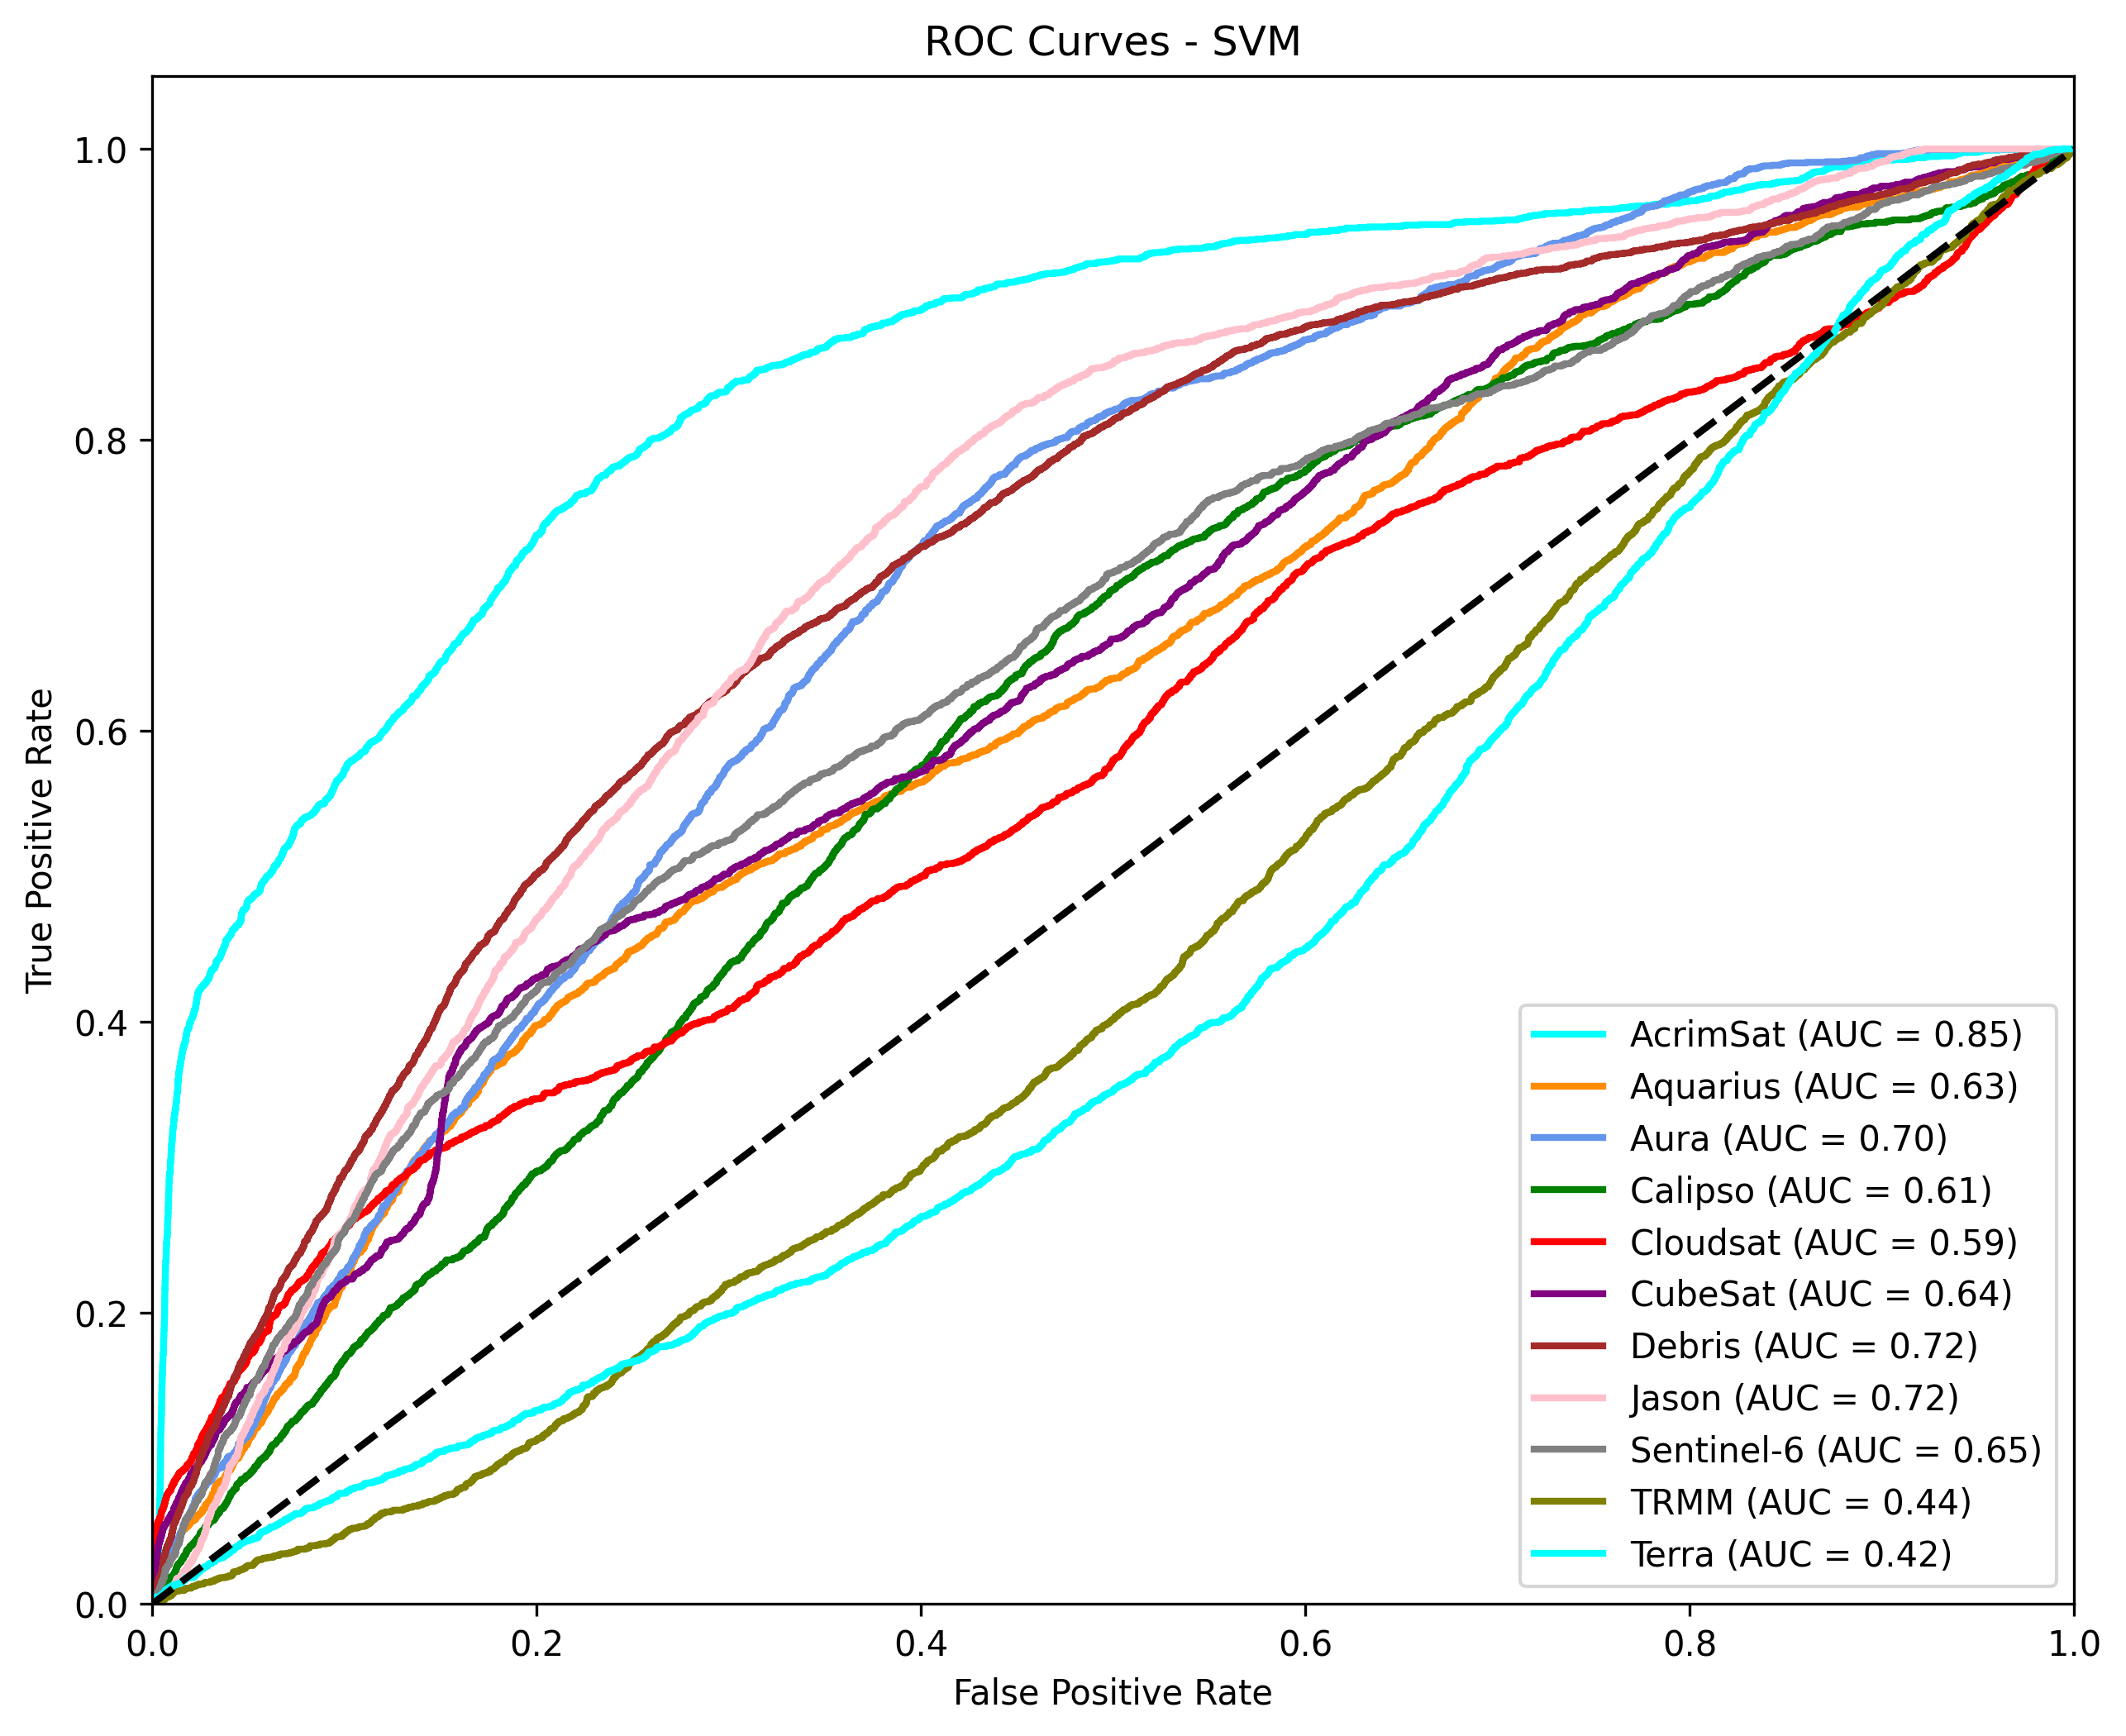 ROC Curves - SVM
True Positive Rate
1.0
0.8
0.6
0.4
0.2
0.0
AcrimSat (AUC = 0.85)
Aquarius (AUC = 0.63)
Aura (AUC = 0.70)
Calipso (AUC = 0.61)
Cloudsat (AUC = 0.59)
CubeSat (AUC = 0.64)
Debris (AUC = 0.72)
Jason (AUC = 0.72)
Sentinel-6 (AUC = 0.65)
TRMM (AUC = 0.44)
Terra (AUC = 0.42)
0.0 0.2 0.4 0.6 0.8 1.0
False Positive Rate